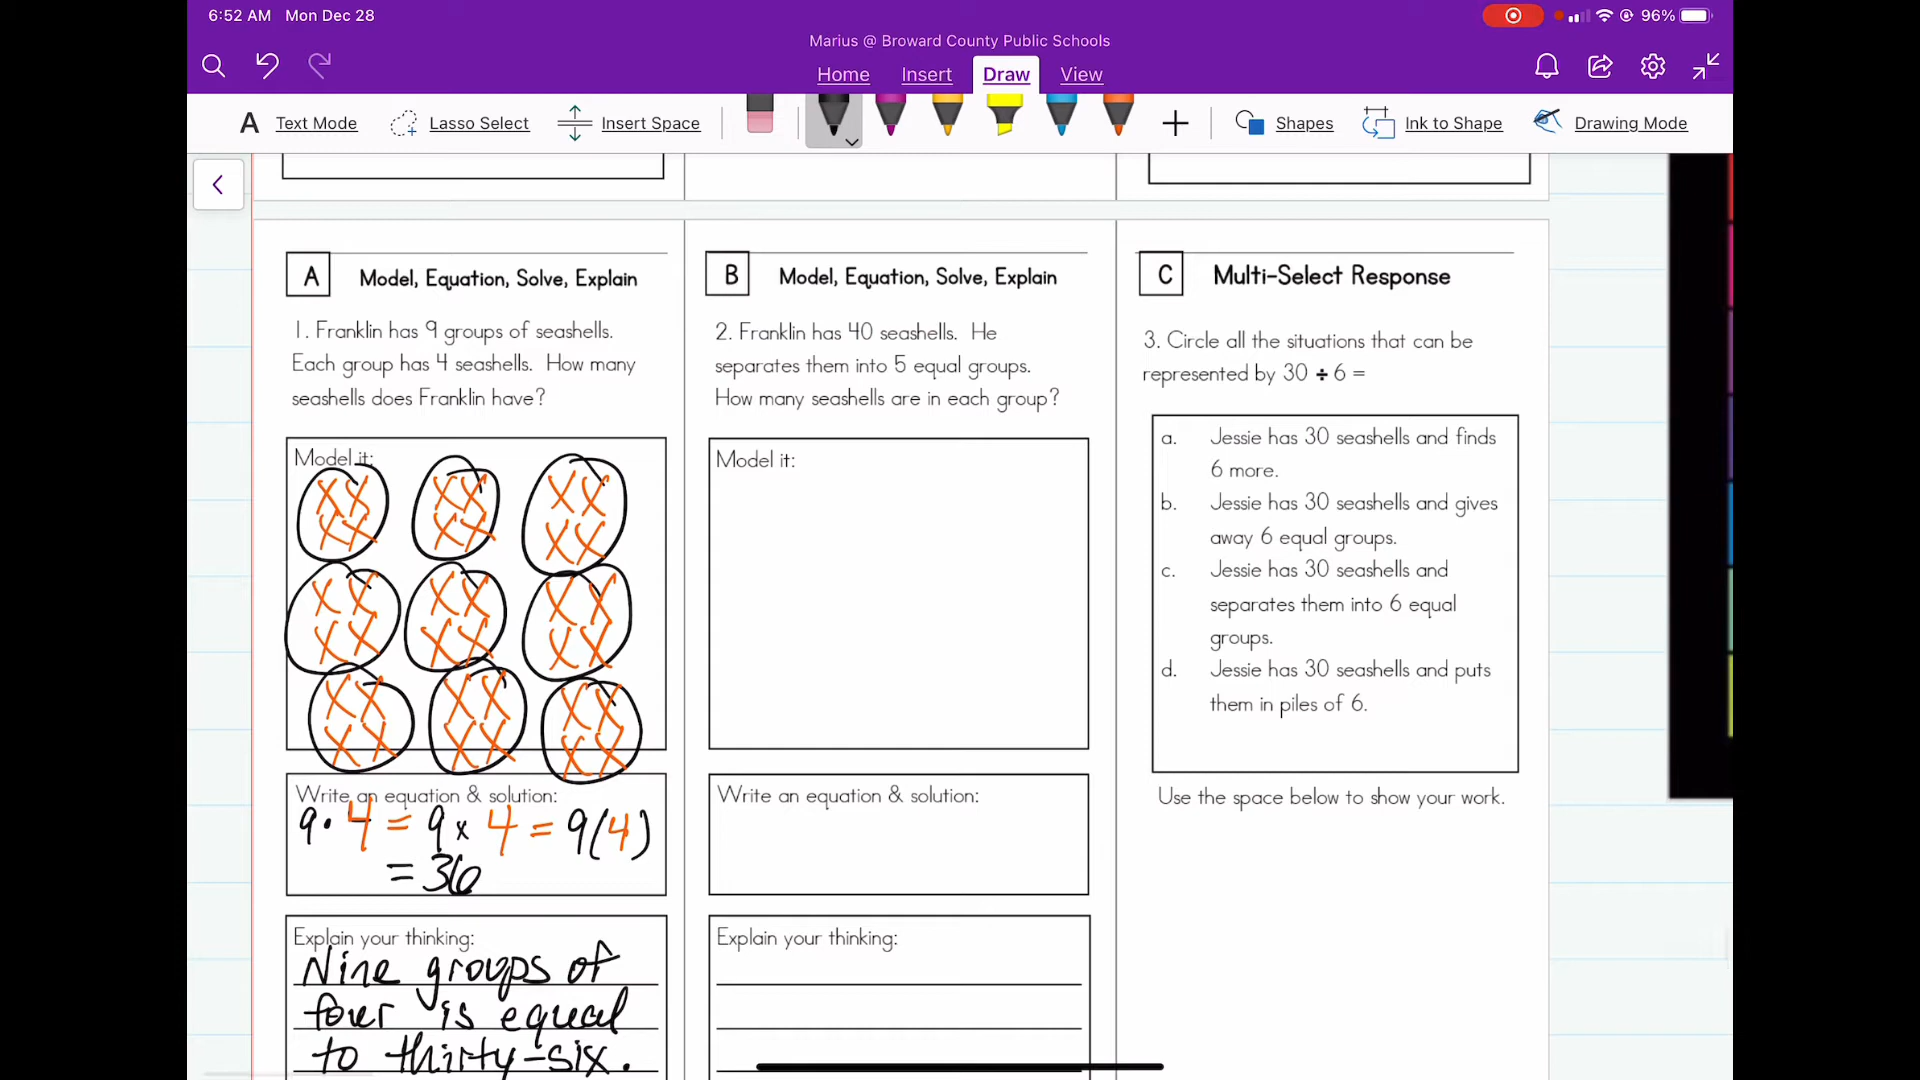 6:52 AM Mon Dec 28
96%
Marius @ Broward County Public Schools
Home Insert Draw View
A Text Mode Lasso Select Insert Space Shapes Ink to Shape Drawing Mode
A Model, Equation, Solve, Explain
1. Franklin has 9 groups of seashells.
Each group has 4 seashells. How many
seashells does Franklin have?
Model it:
X X X X X X
X X X X X X
X X X X X X
X X X X X X
X X X X X X
X X X X X X
Write an equation & solution:
9 · 4 = 9 x 4 = 9(4)
= 36
Explain your thinking:
Nine groups of
four is equal
to thirty-six.
B Model, Equation, Solve, Explain
2. Franklin has 40 seashells. He
separates them into 5 equal groups.
How many seashells are in each group?
Model it:
Write an equation & solution:
Explain your thinking:
C Multi-Select Response
3. Circle all the situations that can be
represented by 30 ÷ 6 =
a. Jessie has 30 seashells and finds
6 more.
b. Jessie has 30 seashells and gives
away 6 equal groups.
c. Jessie has 30 seashells and
separates them into 6 equal
groups.
d. Jessie has 30 seashells and puts
them in piles of 6.
Use the space below to show your work.